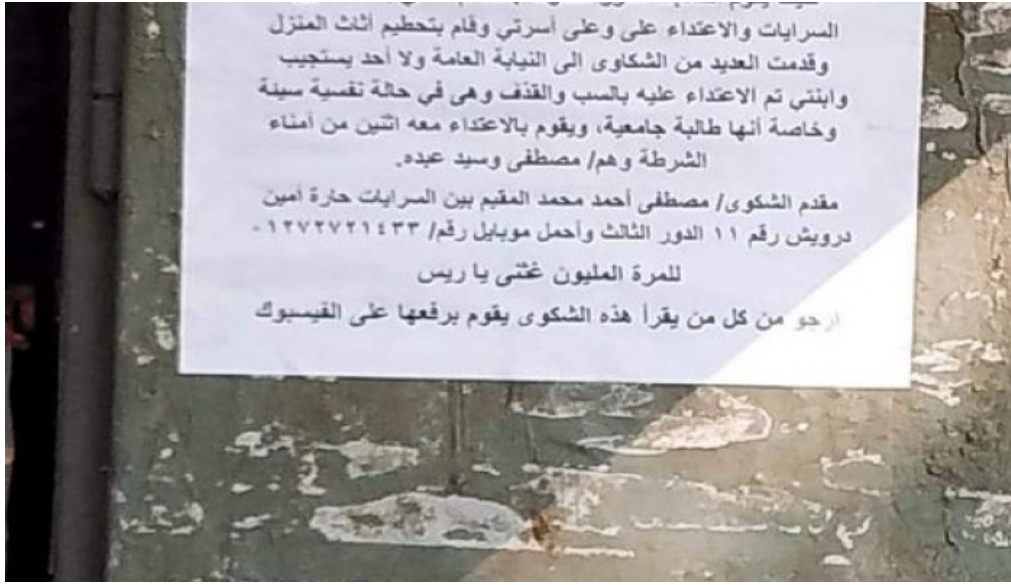 السرايات والاعتداء على وعلى أسرتي وقام بتحطيم أثاث المنزل
وقدمت العديد من الشكاوى إلى النيابة العامة ولا أحد يستجيب
وابنتي تم الاعتداء عليه بالسب والقذف وهى في حالة نفسية سيئة
وخاصة أنها طالبة جامعية، ويقوم بالاعتداء معه اثنين من أمناء
الشرطة وهم/ مصطفى وسيد عبده.
مقدم الشكوى/ مصطفى أحمد محمد المقيم بين السرايات حارة أمين
درويش رقم ١١ الدور الثالث وأحمل موبايل رقم/ ٠١٢٧٢٧٢١٤٣٣
للمرة المليون غثنى يا ريس
ارجو من كل من يقرأ هذه الشكوى يقوم برفعها على الفيسبوك